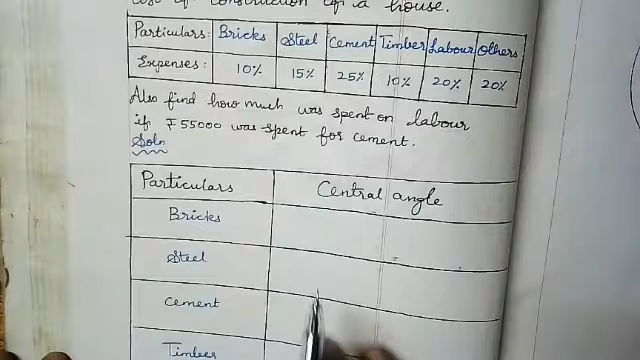 cost of construction of a house.
Particulars: Bricks Steel Cement Timber Labour Others
Expenses: 10% 15% 25% 10% 20% 20%
Also find how much was spent on labour
if ₹55000 was spent for cement.
Soln
Particulars Central angle
Bricks
Steel
Cement
Timber